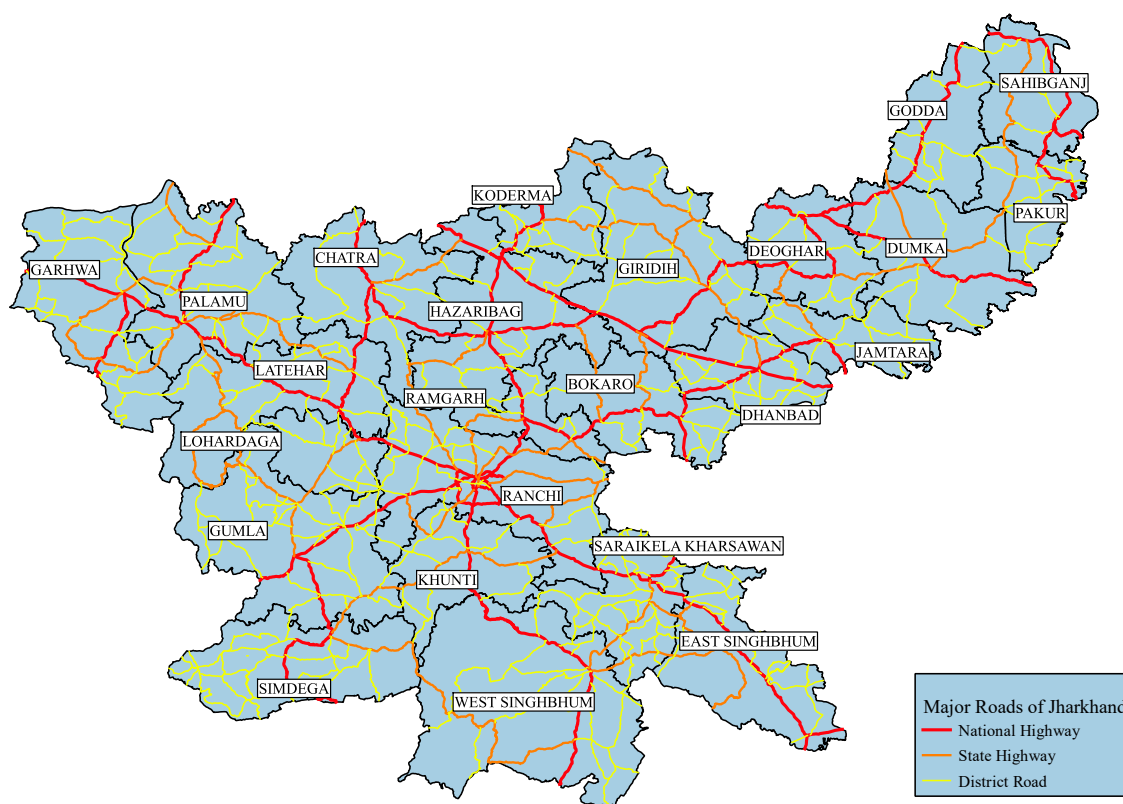 SAHIBGANJ
GODDA
KODERMA
PAKUR
DEOGHAR
DUMKA
CHATRA
GARHWA
GIRIDIH
PALAMU
HAZARIBAG
JAMTARA
LATEHAR
BOKARO
RAMGARH
DHANBAD
LOHARDAGA
RANCHI
GUMLA
SARAIKELA KHARSAWAN
KHUNTI
EAST SINGHBHUM
SIMDEGA
WEST SINGHBHUM
Major Roads of Jharkhand
National Highway
State Highway
District Road